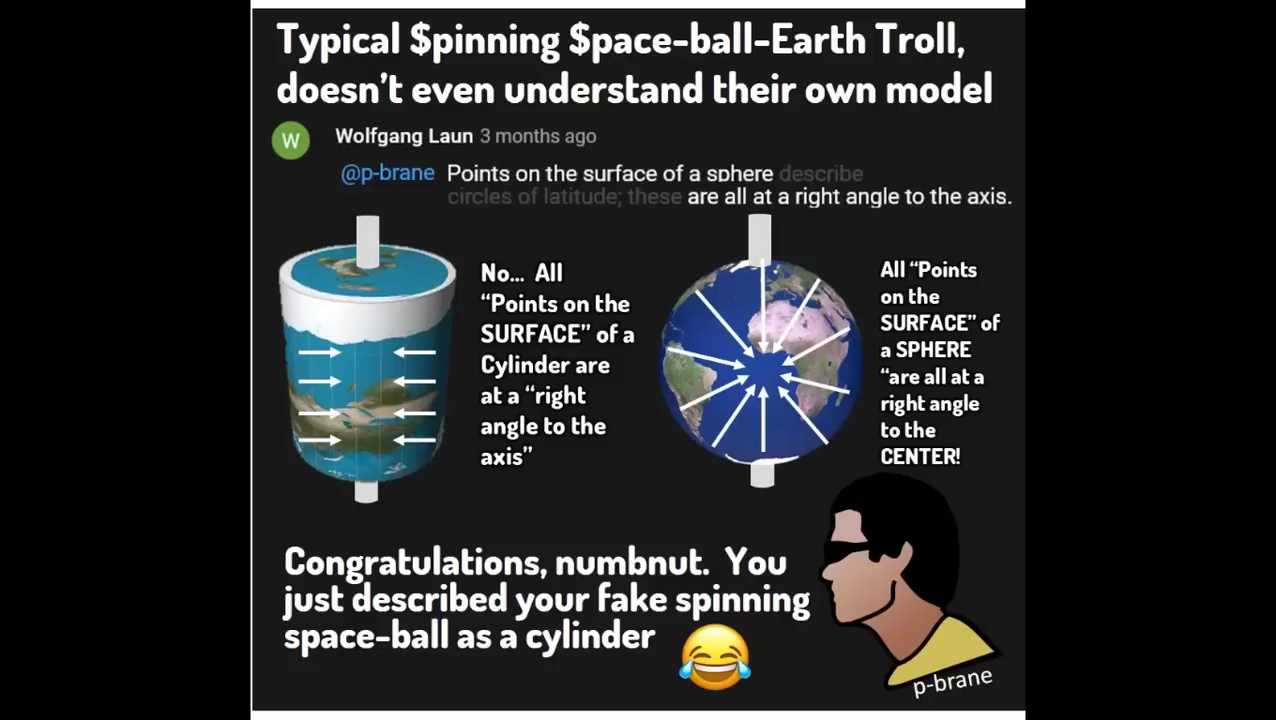 Typical $pinning $pace-ball-Earth Troll,
doesn't even understand their own model
W
Wolfgang Laun 3 months ago
@p-brane Points on the surface of a sphere describe
circles of latitude; these are all at a right angle to the axis.
No... All
"Points on the
SURFACE" of a
Cylinder are
at a "right
angle to the
axis"
All "Points
on the
SURFACE" of
a SPHERE
"are all at a
right angle
to the
CENTER!
Congratulations, numbnut. You
just described your fake spinning
space-ball as a cylinder
p-brane